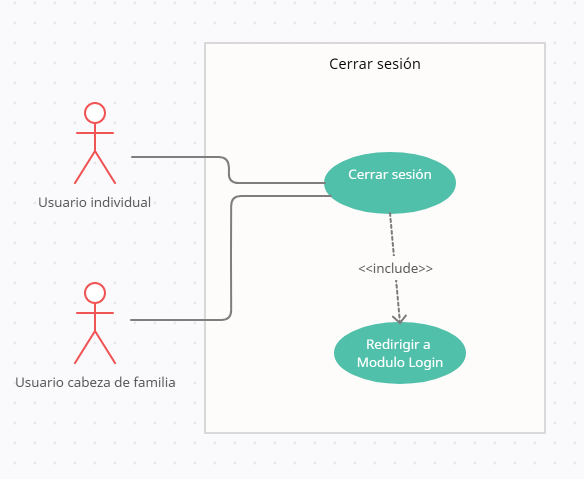 Cerrar sesión
Cerrar sesión
Usuario individual
<<include>>
Redirigir a
Modulo Login
Usuario cabeza de familia